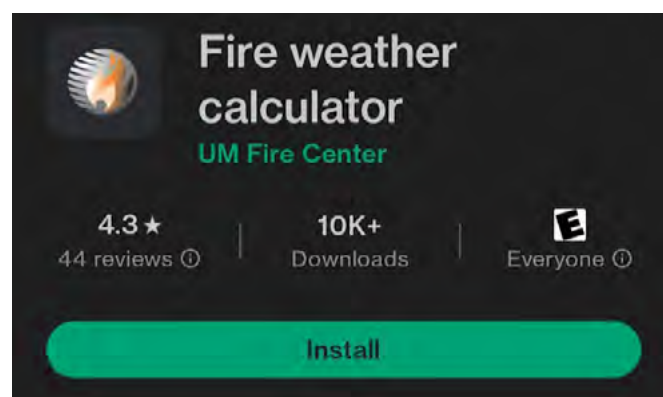 Fire weather
calculator
UM Fire Center
4.3★ 10K+ E
44 reviews ⓘ Downloads Everyone ⓘ
Install